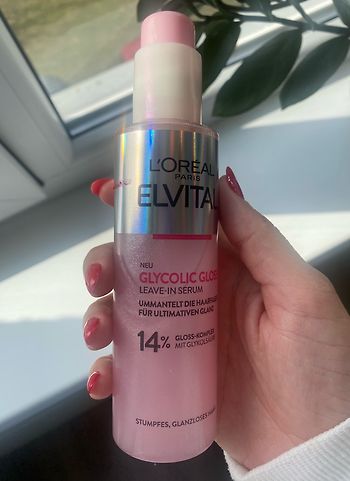 L'ORÉAL
PARIS
ELVITAL
NEU
GLYCOLIC GLOSS
LEAVE-IN SERUM
UMMANTELT DIE HAARFASER
FÜR ULTIMATIVEN GLANZ
14% GLOSS-KOMPLEX
MIT GLYKOLSÄURE
STUMPFES, GLANZLOSES HAAR